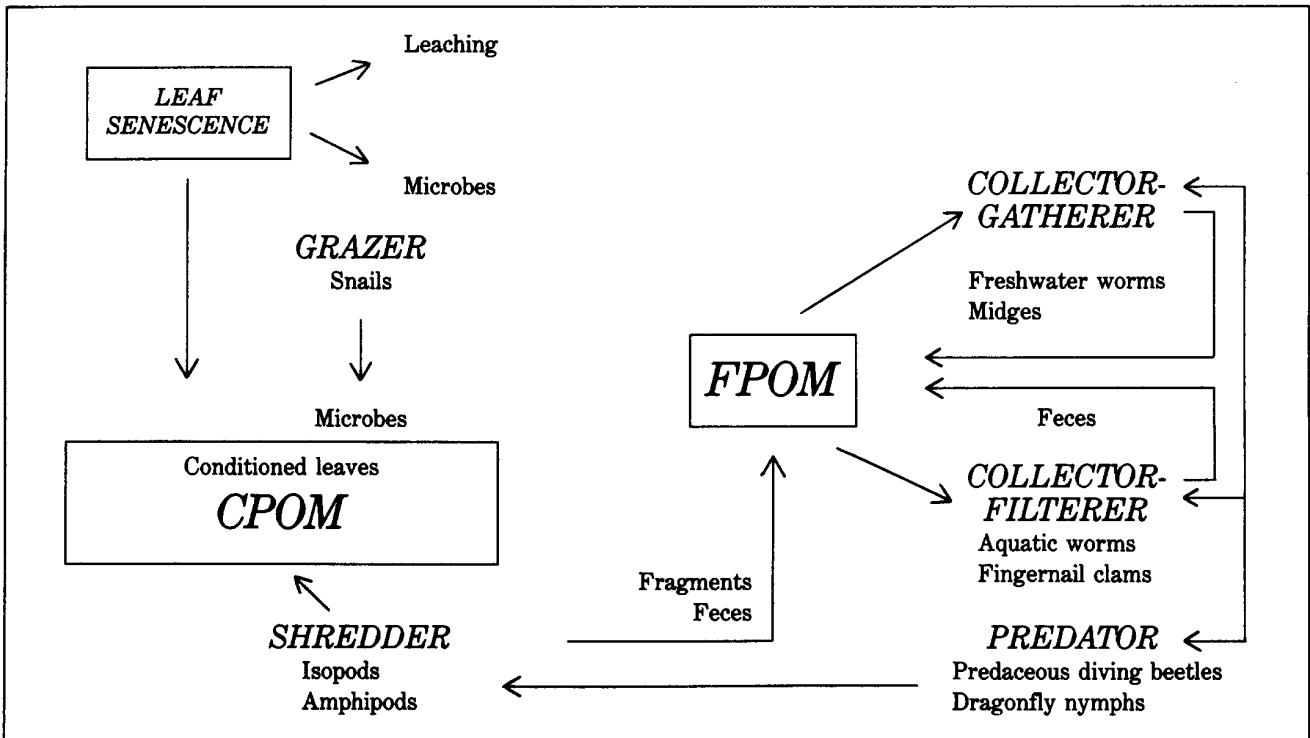 Leaching
LEAF
SENESCENCE
Microbes
GRAZER
Snails
Microbes
Conditioned leaves
CPOM
SHREDDER
Isopods
Amphipods
Fragments
Feces
FPOM
COLLECTOR-
GATHERER
Freshwater worms
Midges
Feces
COLLECTOR-
FILTERER
Aquatic worms
Fingernail clams
PREDATOR
Predaceous diving beetles
Dragonfly nymphs